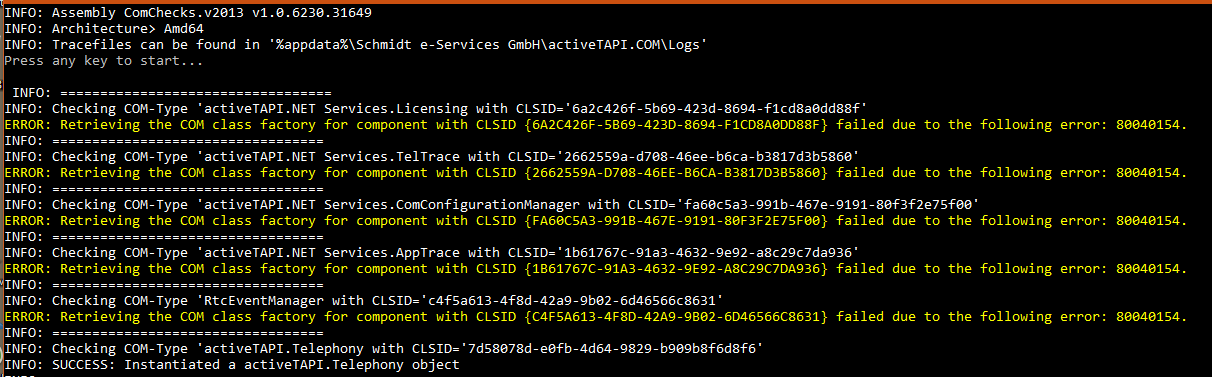 INFO: Assembly ComChecks.v2013 v1.0.6230.31649
INFO: Architecture> Amd64
INFO: Tracefiles can be found in '%appdata%\Schmidt e-Services GmbH\activeTAPI.COM\Logs'
Press any key to start...
INFO: ==================================
INFO: Checking COM-Type 'activeTAPI.NET Services.Licensing with CLSID='6a2c426f-5b69-423d-8694-f1cd8a0dd88f'
ERROR: Retrieving the COM class factory for component with CLSID {6A2C426F-5B69-423D-8694-F1CD8A0DD88F} failed due to the following error: 80040154.
INFO: ==================================
INFO: Checking COM-Type 'activeTAPI.NET Services.TelTrace with CLSID='2662559a-d708-46ee-b6ca-b3817d3b5860'
ERROR: Retrieving the COM class factory for component with CLSID {2662559A-D708-46EE-B6CA-B3817D3B5860} failed due to the following error: 80040154.
INFO: ==================================
INFO: Checking COM-Type 'activeTAPI.NET Services.ComConfigurationManager with CLSID='fa60c5a3-991b-467e-9191-80f3f2e75f00'
ERROR: Retrieving the COM class factory for component with CLSID {FA60C5A3-991B-467E-9191-80F3F2E75F00} failed due to the following error: 80040154.
INFO: ==================================
INFO: Checking COM-Type 'activeTAPI.NET Services.AppTrace with CLSID='1b61767c-91a3-4632-9e92-a8c29c7da936'
ERROR: Retrieving the COM class factory for component with CLSID {1B61767C-91A3-4632-9E92-A8C29C7DA936} failed due to the following error: 80040154.
INFO: ==================================
INFO: Checking COM-Type 'RtcEventManager with CLSID='c4f5a613-4f8d-42a9-9b02-6d46566c8631'
ERROR: Retrieving the COM class factory for component with CLSID {C4F5A613-4F8D-42A9-9B02-6D46566C8631} failed due to the following error: 80040154.
INFO: ==================================
INFO: Checking COM-Type 'activeTAPI.Telephony with CLSID='7d58078d-e0fb-4d64-9829-b909b8f6d8f6'
INFO: SUCCESS: Instantiated a activeTAPI.Telephony object